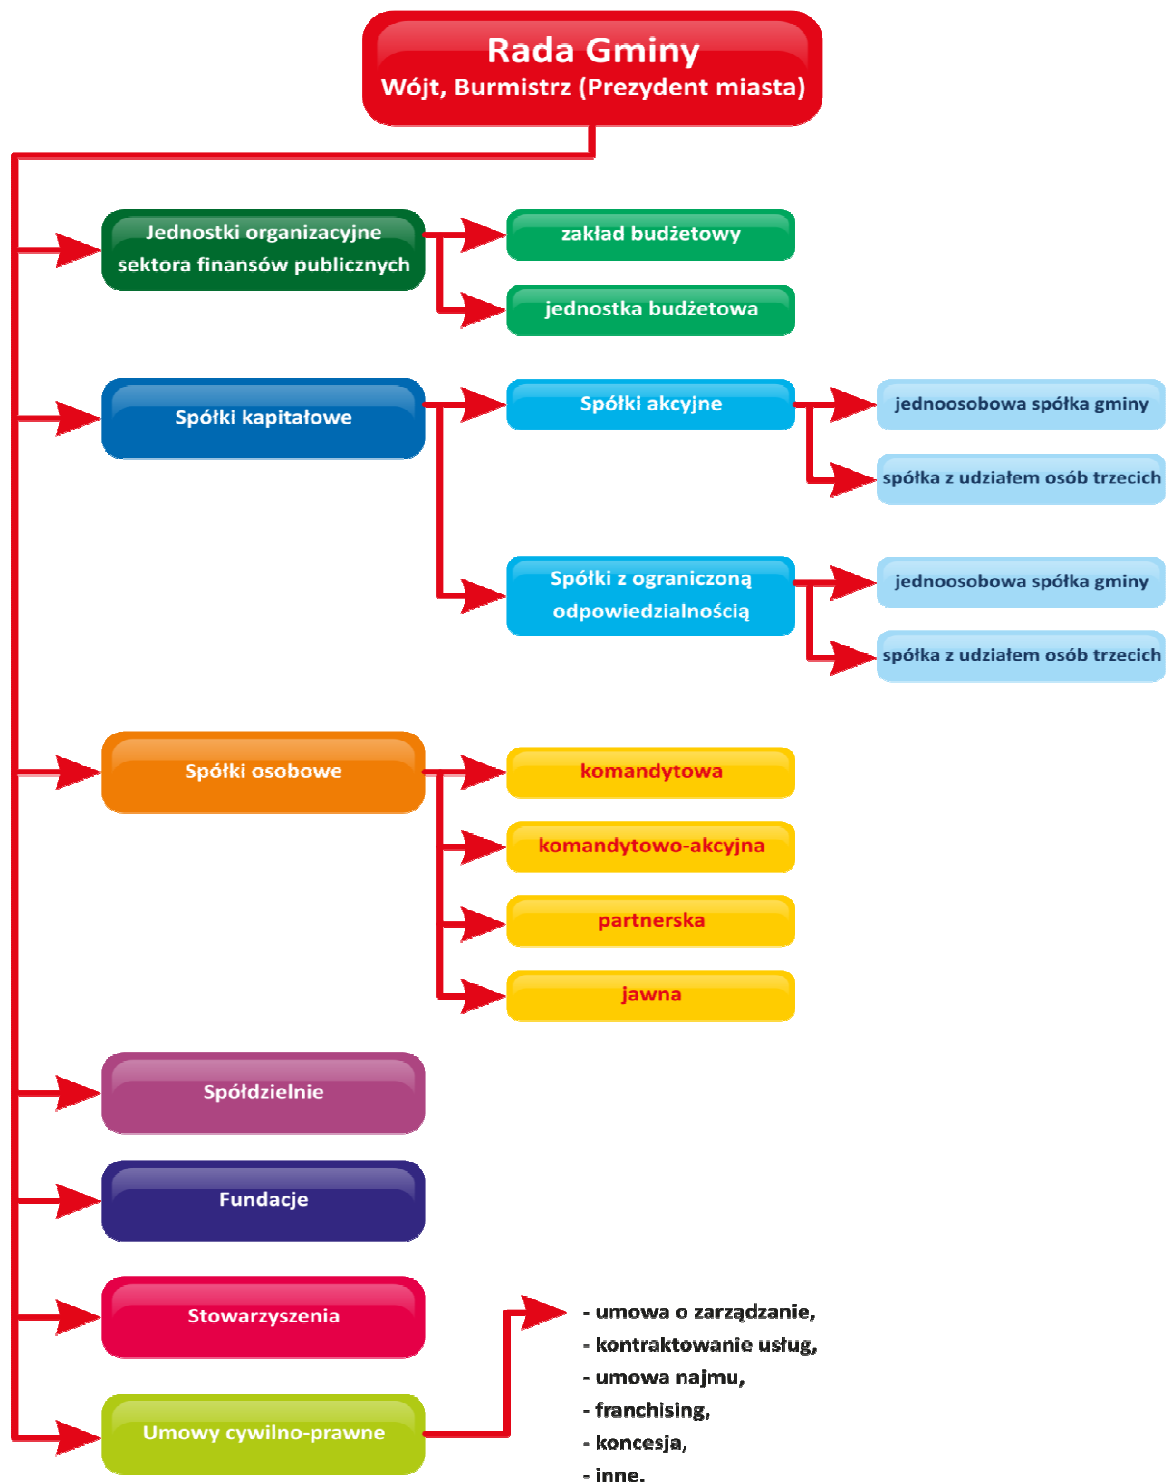 Rada Gminy
Wójt, Burmistrz (Prezydent miasta)
Jednostki organizacyjne
sektora finansów publicznych
zakład budżetowy
jednostka budżetowa
Spółki kapitałowe
Spółki akcyjne
jednoosobowa spółka gminy
spółka z udziałem osób trzecich
Spółki z ograniczoną
odpowiedzialnością
jednoosobowa spółka gminy
spółka z udziałem osób trzecich
Spółki osobowe
komandytowa
komandytowo-akcyjna
partnerska
jawna
Spółdzielnie
Fundacje
Stowarzyszenia
Umowy cywilno-prawne
- umowa o zarządzanie,
- kontraktowanie usług,
- umowa najmu,
- franchising,
- koncesja,
- inne.